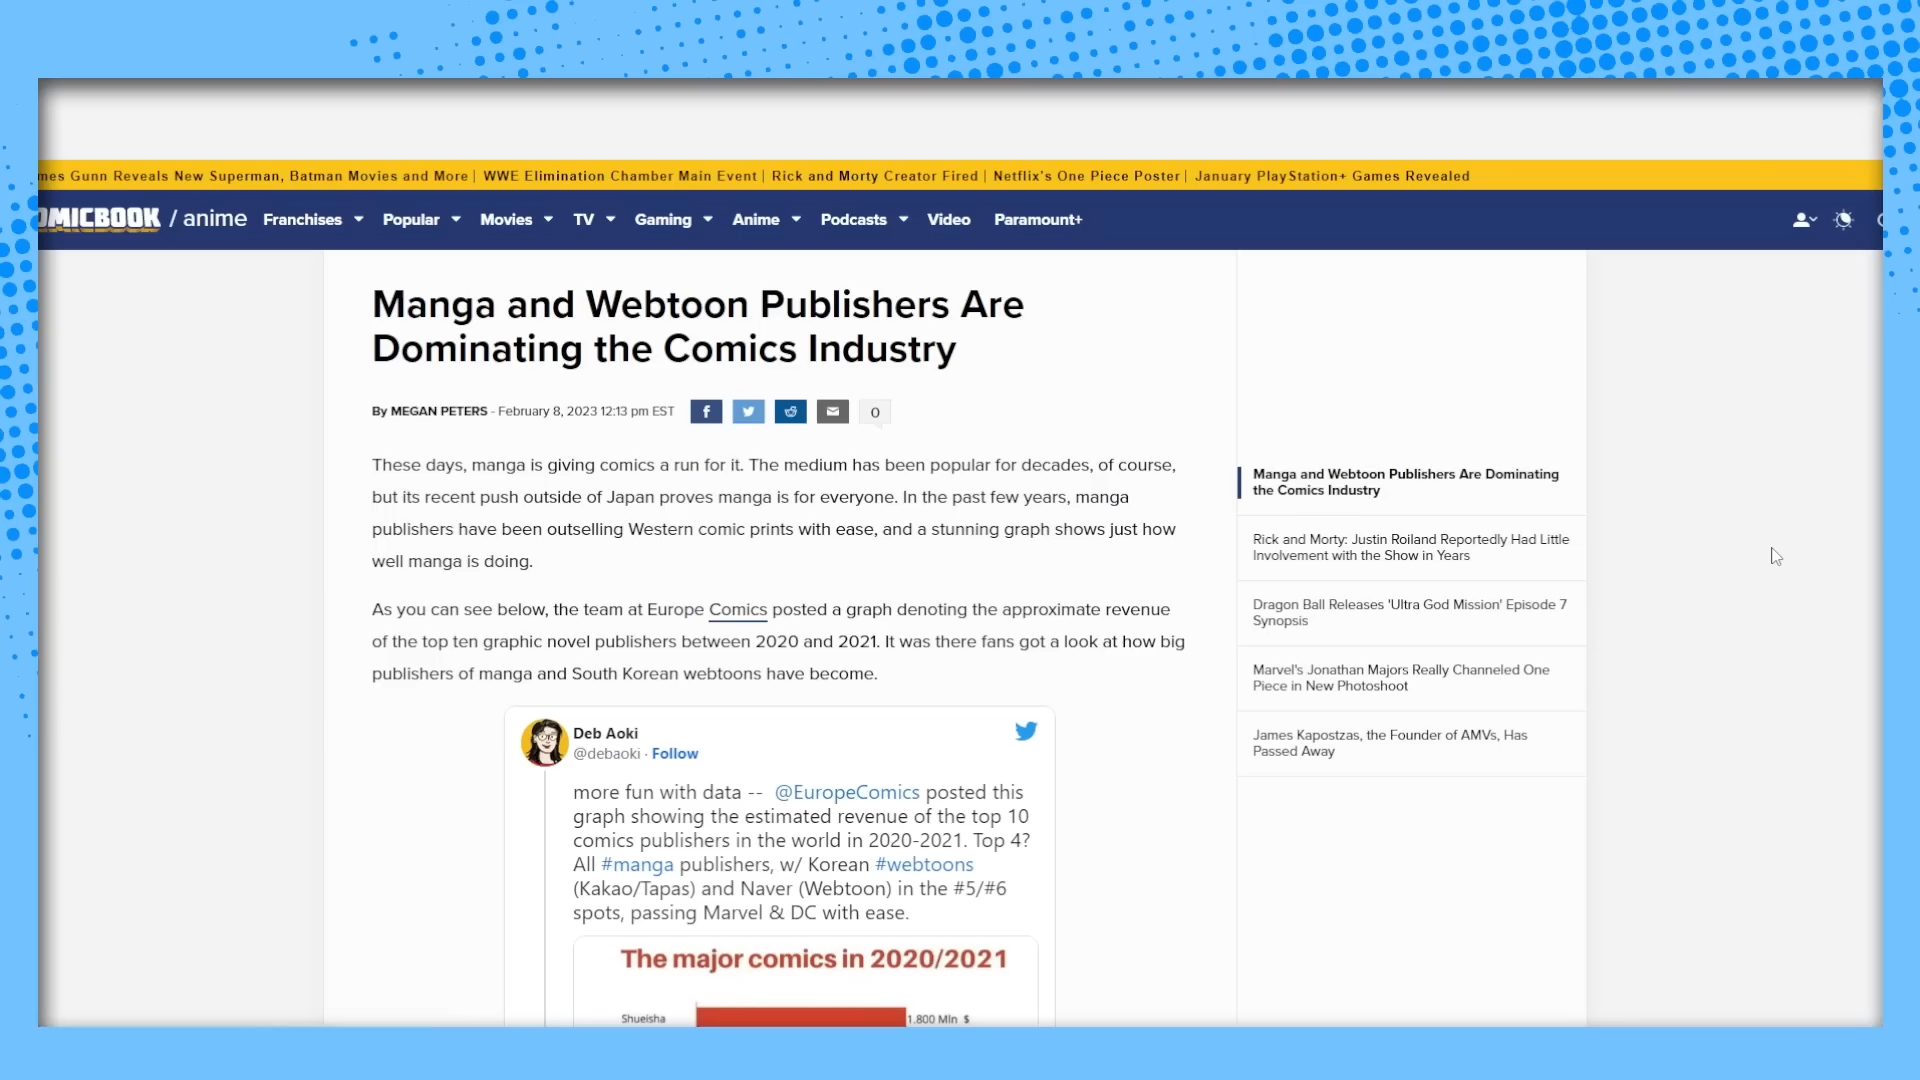 mes Gunn Reveals New Superman, Batman Movies and More | WWE Elimination Chamber Main Event | Rick and Morty Creator Fired | Netflix's One Piece Poster | January PlayStation+ Games Revealed
OMICBOOK / anime Franchises Popular Movies TV Gaming Anime Podcasts Video Paramount+
Manga and Webtoon Publishers Are
Dominating the Comics Industry
By MEGAN PETERS - February 8, 2023 12:13 pm EST 0
These days, manga is giving comics a run for it. The medium has been popular for decades, of course,
but its recent push outside of Japan proves manga is for everyone. In the past few years, manga
publishers have been outselling Western comic prints with ease, and a stunning graph shows just how
well manga is doing.
As you can see below, the team at Europe Comics posted a graph denoting the approximate revenue
of the top ten graphic novel publishers between 2020 and 2021. It was there fans got a look at how big
publishers of manga and South Korean webtoons have become.
Deb Aoki
@debaoki · Follow
more fun with data -- @EuropeComics posted this
graph showing the estimated revenue of the top 10
comics publishers in the world in 2020-2021. Top 4?
All #manga publishers, w/ Korean #webtoons
(Kakao/Tapas) and Naver (Webtoon) in the #5/#6
spots, passing Marvel & DC with ease.
The major comics in 2020/2021
Shueisha 1.800 Mln $
Manga and Webtoon Publishers Are Dominating
the Comics Industry
Rick and Morty: Justin Roiland Reportedly Had Little
Involvement with the Show in Years
Dragon Ball Releases 'Ultra God Mission' Episode 7
Synopsis
Marvel's Jonathan Majors Really Channeled One
Piece in New Photoshoot
James Kapostzas, the Founder of AMVs, Has
Passed Away